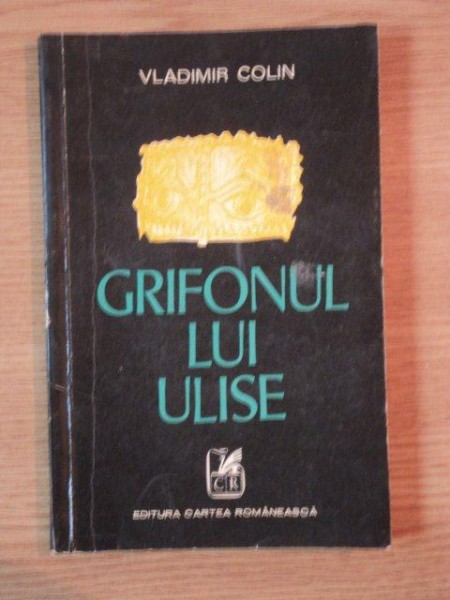 VLADIMIR COLIN
GRIFONUL
LUI
ULISE
CR
EDITURA CARTEA ROMÂNEASCĂ